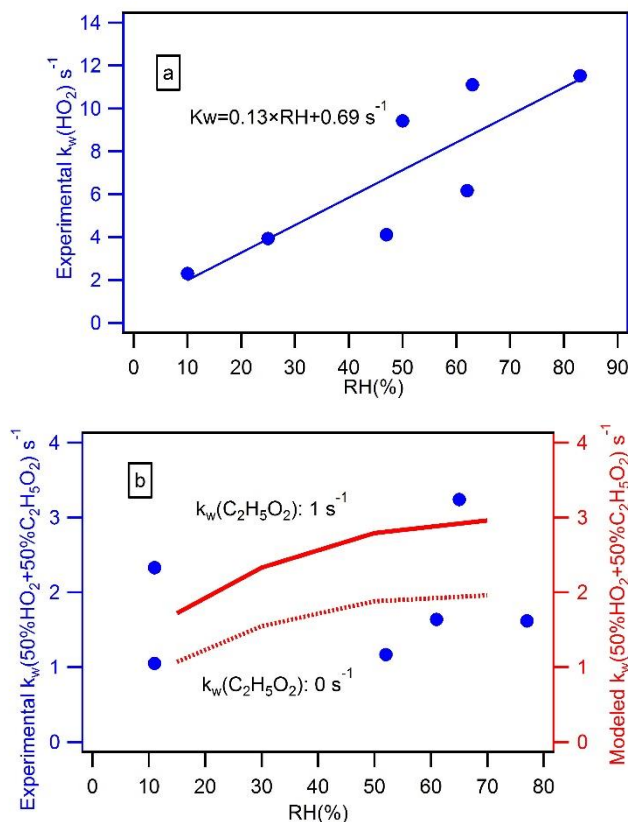 Experimental k_w(HO_2) s^-1
14
12
10
8
6
4
2
0
a
Kw=0.13×RH+0.69 s^-1
0 10 20 30 40 50 60 70 80 90 100
RH(%)
Experimental k_w(50%HO_2+50%C_2H_5O_2) s^-1
4
3
2
1
0
b
k_w(C_2H_5O_2): 1 s^-1
k_w(C_2H_5O_2): 0 s^-1
4
3
2
1
0
Modeled k_w(50%HO_2+50%C_2H_5O_2) s^-1
0 10 20 30 40 50 60 70 80
RH(%)